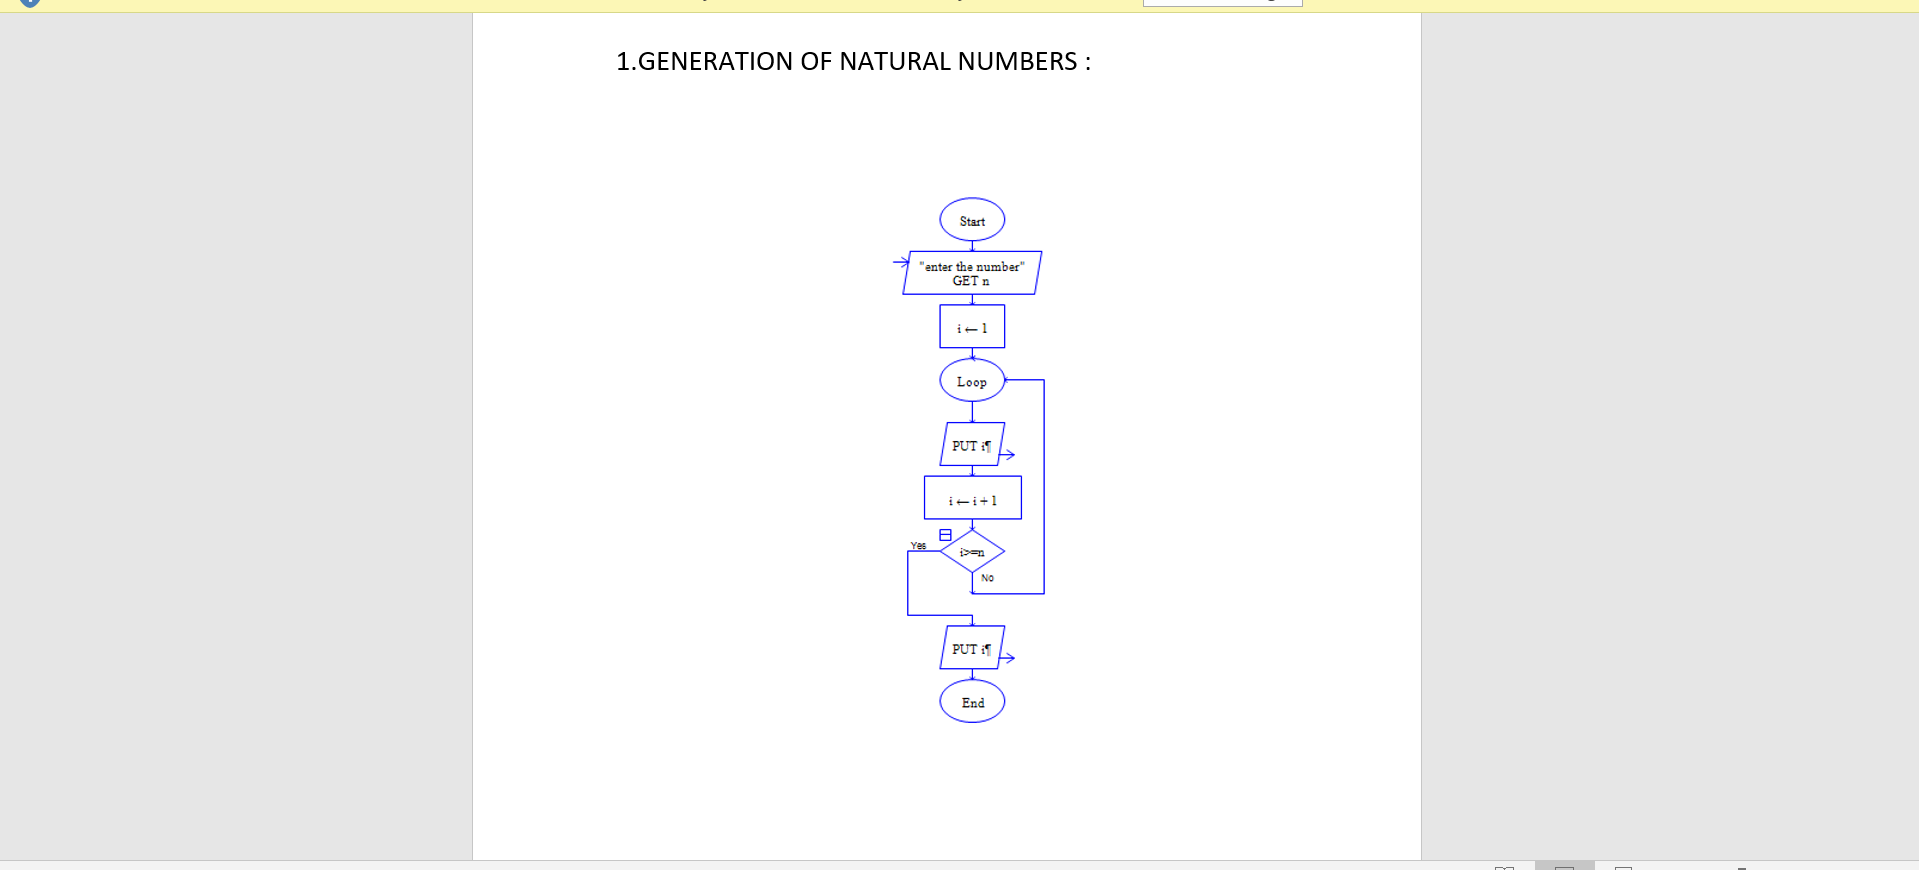 1.GENERATION OF NATURAL NUMBERS :
Start
"enter the number"
GET n
i ← 1
Loop
PUT i¶
i ← i + 1
Yes
i>=n
No
PUT i¶
End